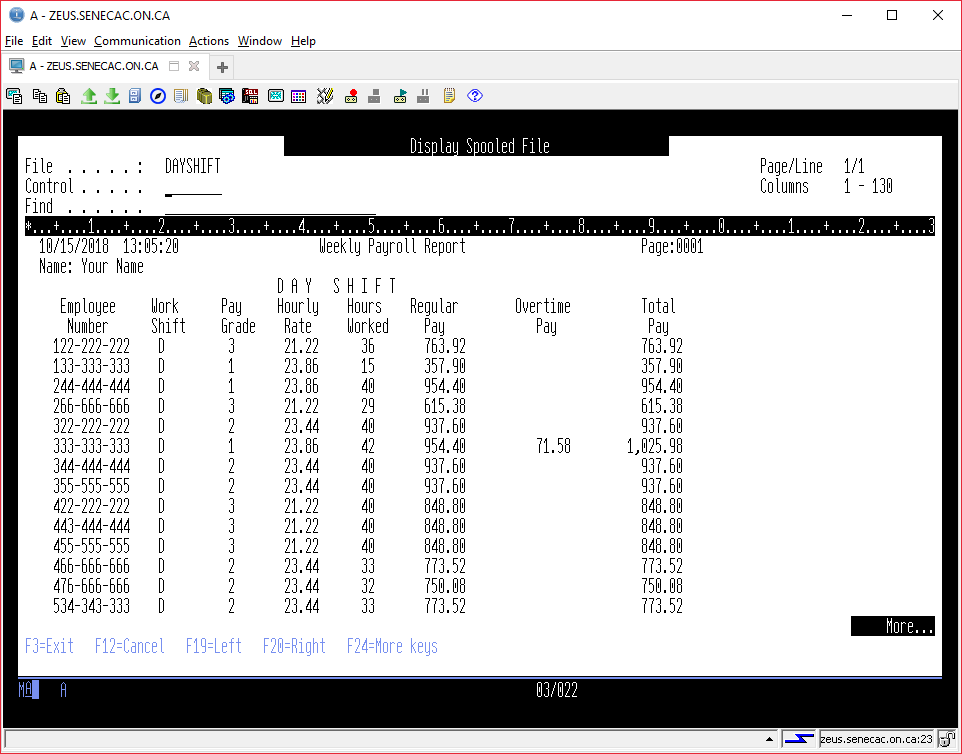 A - ZEUS.SENECAC.ON.CA
File Edit View Communication Actions Window Help
A - ZEUS.SENECAC.ON.CA
Display Spooled File
File . . . . . : DAYSHIFT Page/Line 1/1
Control . . . . . Columns 1 - 130
Find . . . . . .
*...+....1....+....2....+....3....+....4....+....5....+....6....+....7....+....8....+....9....+....0....+....1....+....2....+....3
10/15/2018 13:05:20 Weekly Payroll Report Page:0001
Name: Your Name
D A Y S H I F T
Employee Work Pay Hourly Hours Regular Overtime Total
Number Shift Grade Rate Worked Pay Pay Pay
122-222-222 D 3 21.22 36 763.92 763.92
133-333-333 D 1 23.86 15 357.90 357.90
244-444-444 D 1 23.86 40 954.40 954.40
266-666-666 D 3 21.22 29 615.38 615.38
322-222-222 D 2 23.44 40 937.60 937.60
333-333-333 D 1 23.86 42 954.40 71.58 1,025.98
344-444-444 D 2 23.44 40 937.60 937.60
355-555-555 D 2 23.44 40 937.60 937.60
422-222-222 D 3 21.22 40 848.80 848.80
443-444-444 D 3 21.22 40 848.80 848.80
455-555-555 D 3 21.22 40 848.80 848.80
466-666-666 D 2 23.44 33 773.52 773.52
476-666-666 D 2 23.44 32 750.08 750.08
534-343-333 D 2 23.44 33 773.52 773.52
More...
F3=Exit F12=Cancel F19=Left F20=Right F24=More keys
MA A 03/022
zeus.senecac.on.ca:23